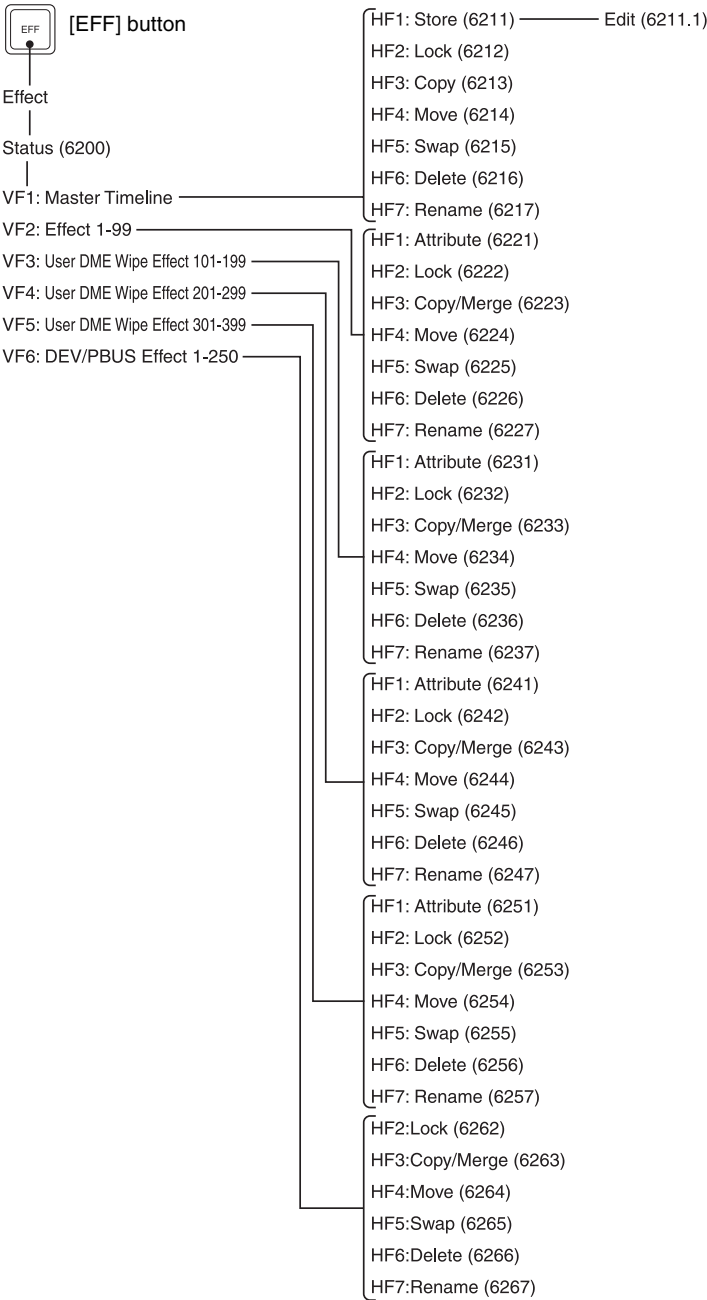 EFF
[EFF] button
Effect
Status (6200)
VF1: Master Timeline
VF2: Effect 1-99
VF3: User DME Wipe Effect 101-199
VF4: User DME Wipe Effect 201-299
VF5: User DME Wipe Effect 301-399
VF6: DEV/PBUS Effect 1-250
HF1: Store (6211)
Edit (6211.1)
HF2: Lock (6212)
HF3: Copy (6213)
HF4: Move (6214)
HF5: Swap (6215)
HF6: Delete (6216)
HF7: Rename (6217)
HF1: Attribute (6221)
HF2: Lock (6222)
HF3: Copy/Merge (6223)
HF4: Move (6224)
HF5: Swap (6225)
HF6: Delete (6226)
HF7: Rename (6227)
HF1: Attribute (6231)
HF2: Lock (6232)
HF3: Copy/Merge (6233)
HF4: Move (6234)
HF5: Swap (6235)
HF6: Delete (6236)
HF7: Rename (6237)
HF1: Attribute (6241)
HF2: Lock (6242)
HF3: Copy/Merge (6243)
HF4: Move (6244)
HF5: Swap (6245)
HF6: Delete (6246)
HF7: Rename (6247)
HF1: Attribute (6251)
HF2: Lock (6252)
HF3: Copy/Merge (6253)
HF4: Move (6254)
HF5: Swap (6255)
HF6: Delete (6256)
HF7: Rename (6257)
HF2:Lock (6262)
HF3:Copy/Merge (6263)
HF4:Move (6264)
HF5:Swap (6265)
HF6:Delete (6266)
HF7:Rename (6267)